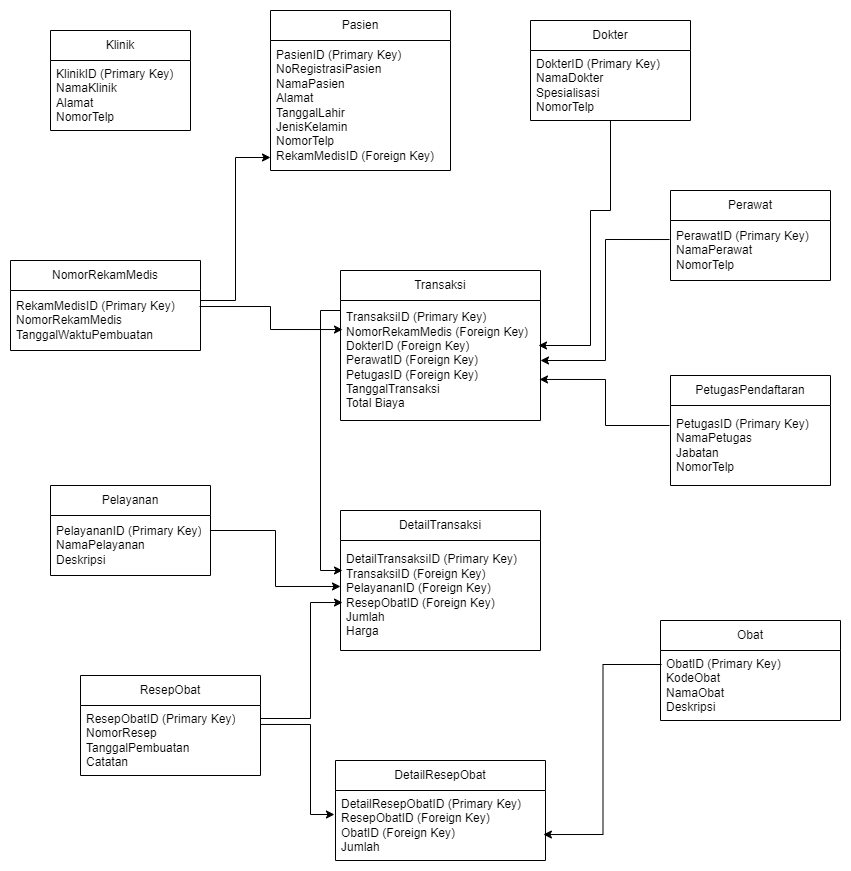 Klinik
KlinikID (Primary Key)
NamaKlinik
Alamat
NomorTelp
Pasien
PasienID (Primary Key)
NoRegistrasiPasien
NamaPasien
Alamat
TanggalLahir
JenisKelamin
NomorTelp
RekamMedisID (Foreign Key)
Dokter
DokterID (Primary Key)
NamaDokter
Spesialisasi
NomorTelp
Perawat
PerawatID (Primary Key)
NamaPerawat
NomorTelp
NomorRekamMedis
RekamMedisID (Primary Key)
NomorRekamMedis
TanggalWaktuPembuatan
Transaksi
TransaksiID (Primary Key)
NomorRekamMedis (Foreign Key)
DokterID (Foreign Key)
PerawatID (Foreign Key)
PetugasID (Foreign Key)
TanggalTransaksi
Total Biaya
PetugasPendaftaran
PetugasID (Primary Key)
NamaPetugas
Jabatan
NomorTelp
Pelayanan
PelayananID (Primary Key)
NamaPelayanan
Deskripsi
DetailTransaksi
DetailTransaksiID (Primary Key)
TransaksiID (Foreign Key)
PelayananID (Foreign Key)
ResepObatID (Foreign Key)
Jumlah
Harga
Obat
ObatID (Primary Key)
KodeObat
NamaObat
Deskripsi
ResepObat
ResepObatID (Primary Key)
NomorResep
TanggalPembuatan
Catatan
DetailResepObat
DetailResepObatID (Primary Key)
ResepObatID (Foreign Key)
ObatID (Foreign Key)
Jumlah